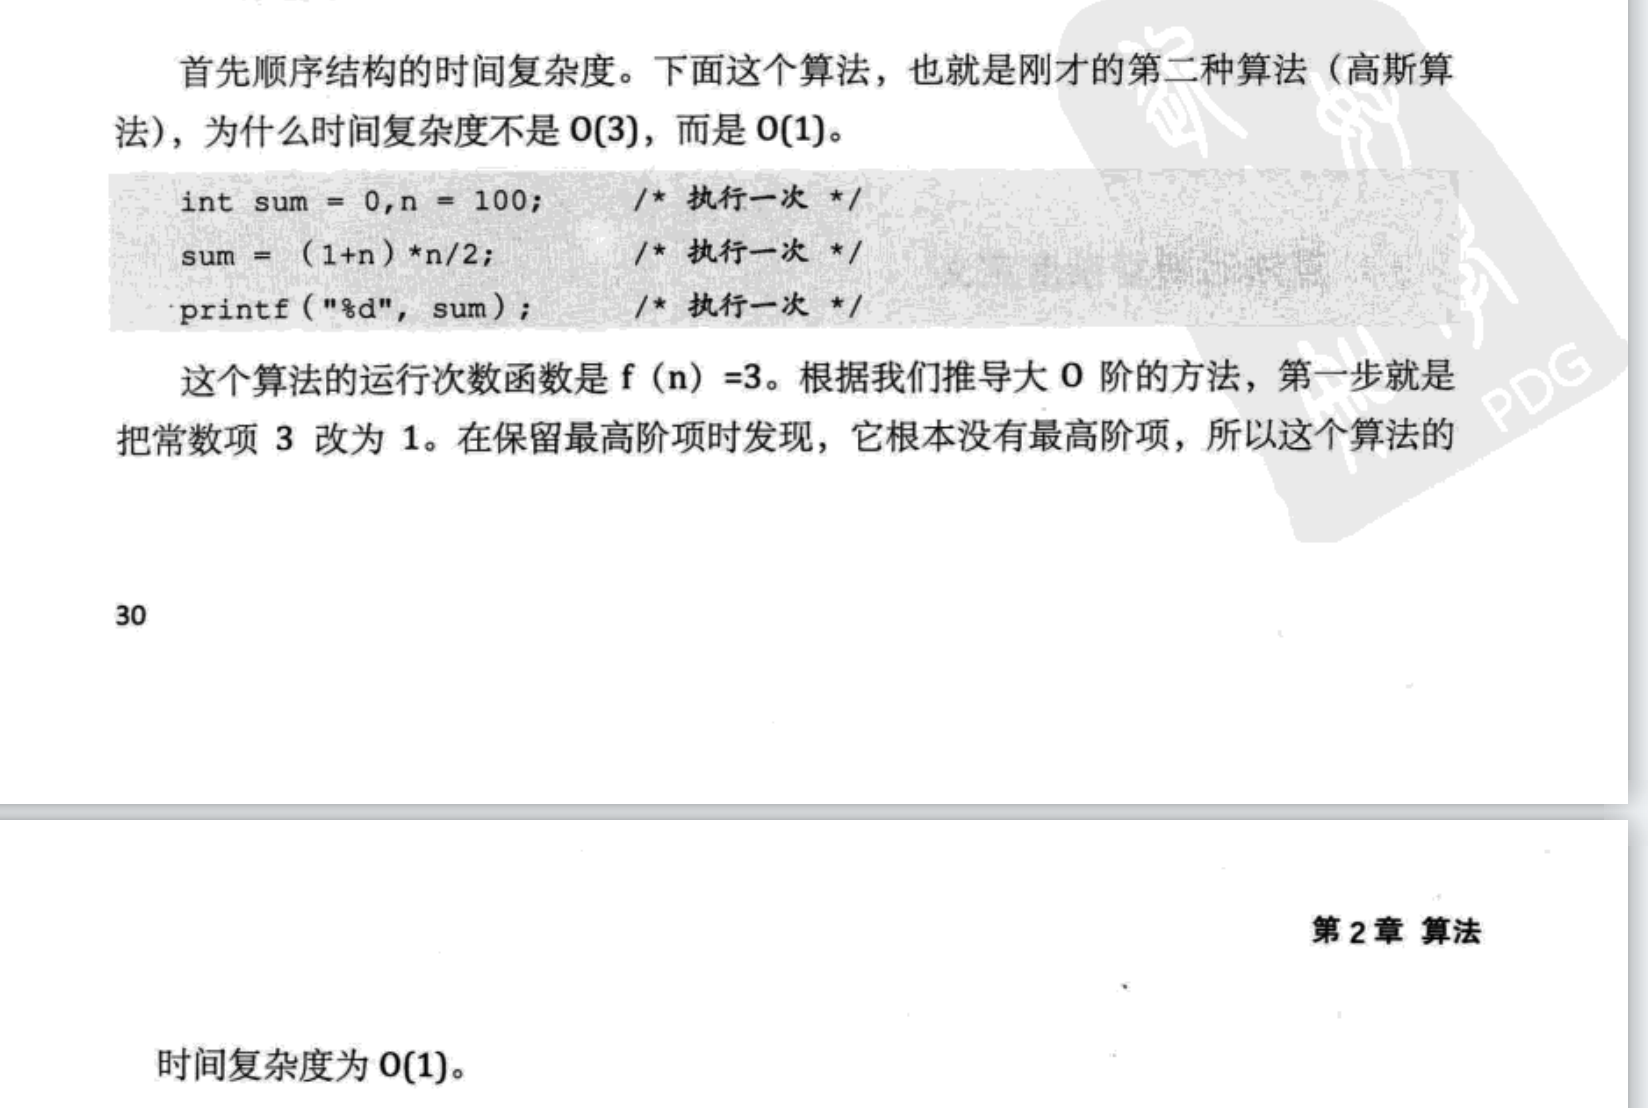 首先顺序结构的时间复杂度。下面这个算法，也就是刚才的第二种算法（高斯算
法），为什么时间复杂度不是 O(3)，而是 O(1)。
int sum = 0,n = 100; /* 执行一次 */
sum = (1+n)*n/2; /* 执行一次 */
printf("%d", sum); /* 执行一次 */
这个算法的运行次数函数是 f（n）=3。根据我们推导大 O 阶的方法，第一步就是
把常数项 3 改为 1。在保留最高阶项时发现，它根本没有最高阶项，所以这个算法的
PDG
30
第 2 章 算法
时间复杂度为 O(1)。